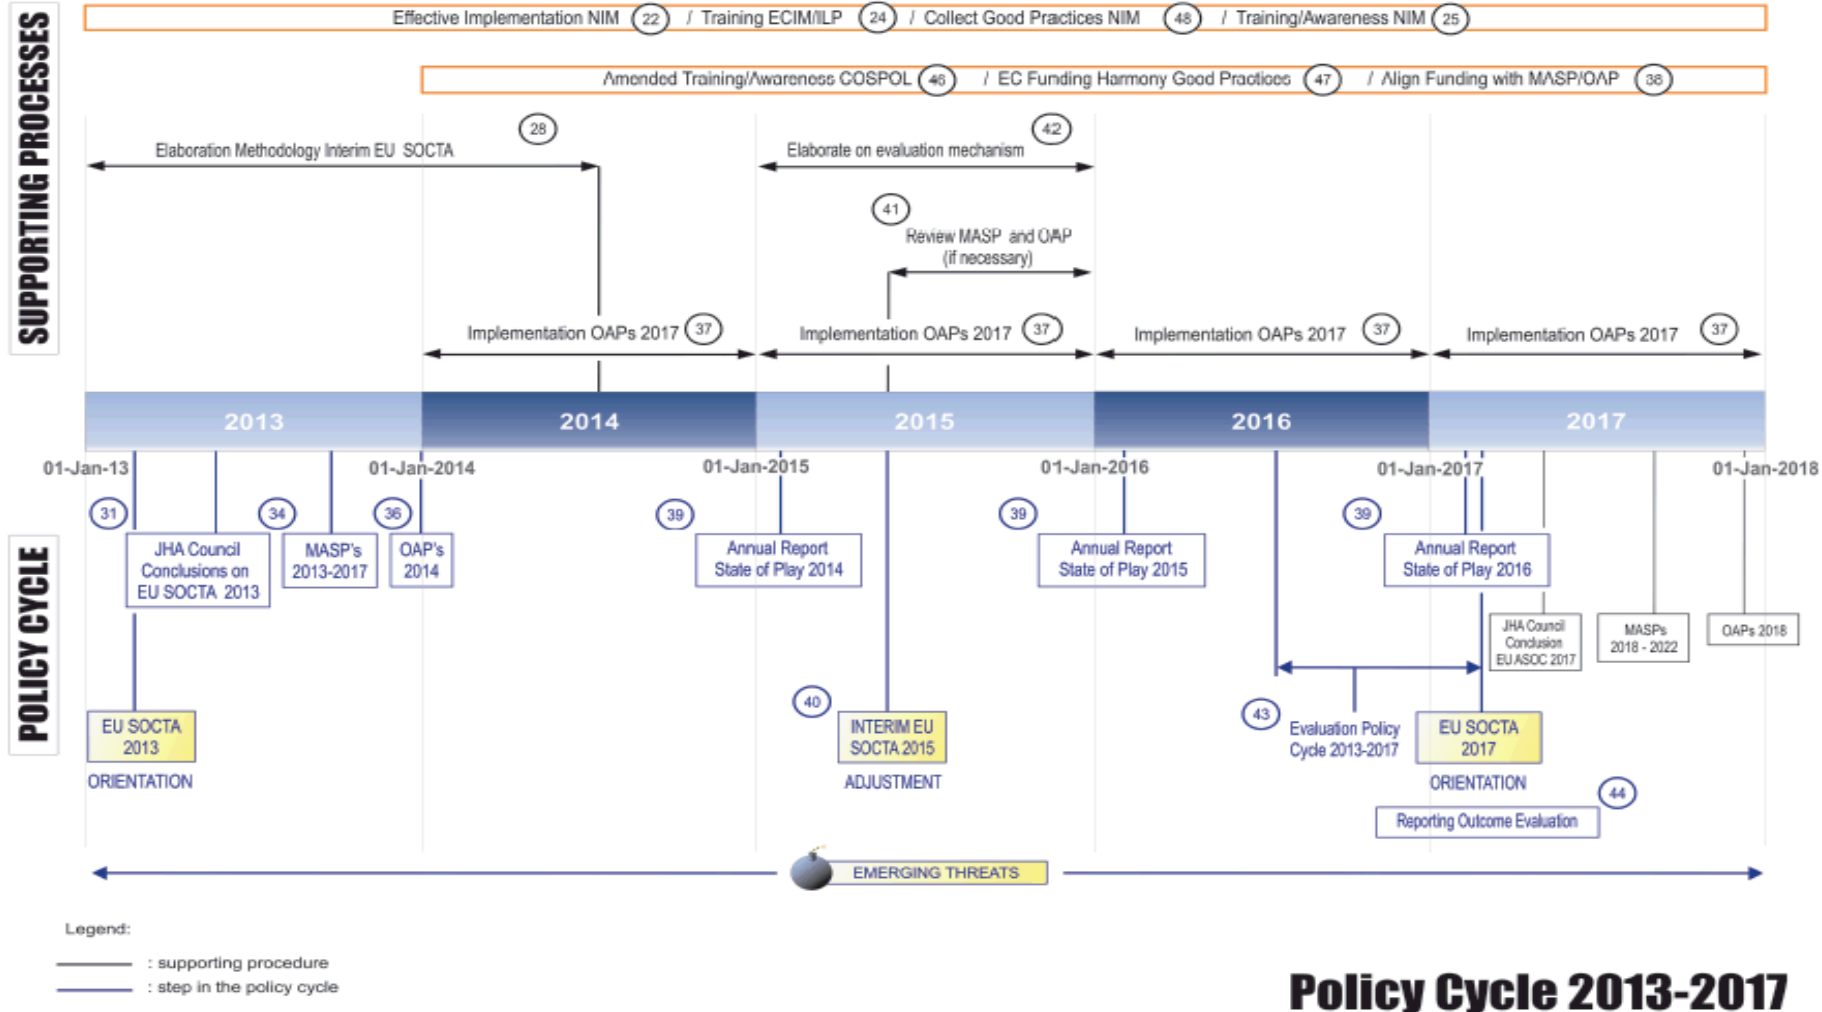 SUPPORTING PROCESSES
Effective Implementation NIM 22 / Training ECIM/ILP 24 / Collect Good Practices NIM 48 / Training/Awareness NIM 25
Amended Training/Awareness COSPOL 46 / EC Funding Harmony Good Practices 47 / Align Funding with MASP/OAP 38
28
Elaboration Methodology Interim EU SOCTA
42
Elaborate on evaluation mechanism
41
Review MASP and OAP
(if necessary)
Implementation OAPs 2017 37
Implementation OAPs 2017 37
Implementation OAPs 2017 37
Implementation OAPs 2017 37
2013 2014 2015 2016 2017
01-Jan-13 01-Jan-2014 01-Jan-2015 01-Jan-2016 01-Jan-2017 01-Jan-2018
POLICY CYCLE
31
JHA Council
Conclusions on
EU SOCTA 2013
34
MASP's
2013-2017
36
OAP's
2014
39
Annual Report
State of Play 2014
39
Annual Report
State of Play 2015
39
Annual Report
State of Play 2016
JHA Council
Conclusion
EU ASOC 2017
MASPs
2018 - 2022
OAPs 2018
EU SOCTA
2013
ORIENTATION
40
INTERIM EU
SOCTA 2015
ADJUSTMENT
43
Evaluation Policy
Cycle 2013-2017
EU SOCTA
2017
ORIENTATION
44
Reporting Outcome Evaluation
EMERGING THREATS
Legend:
: supporting procedure
: step in the policy cycle
Policy Cycle 2013-2017